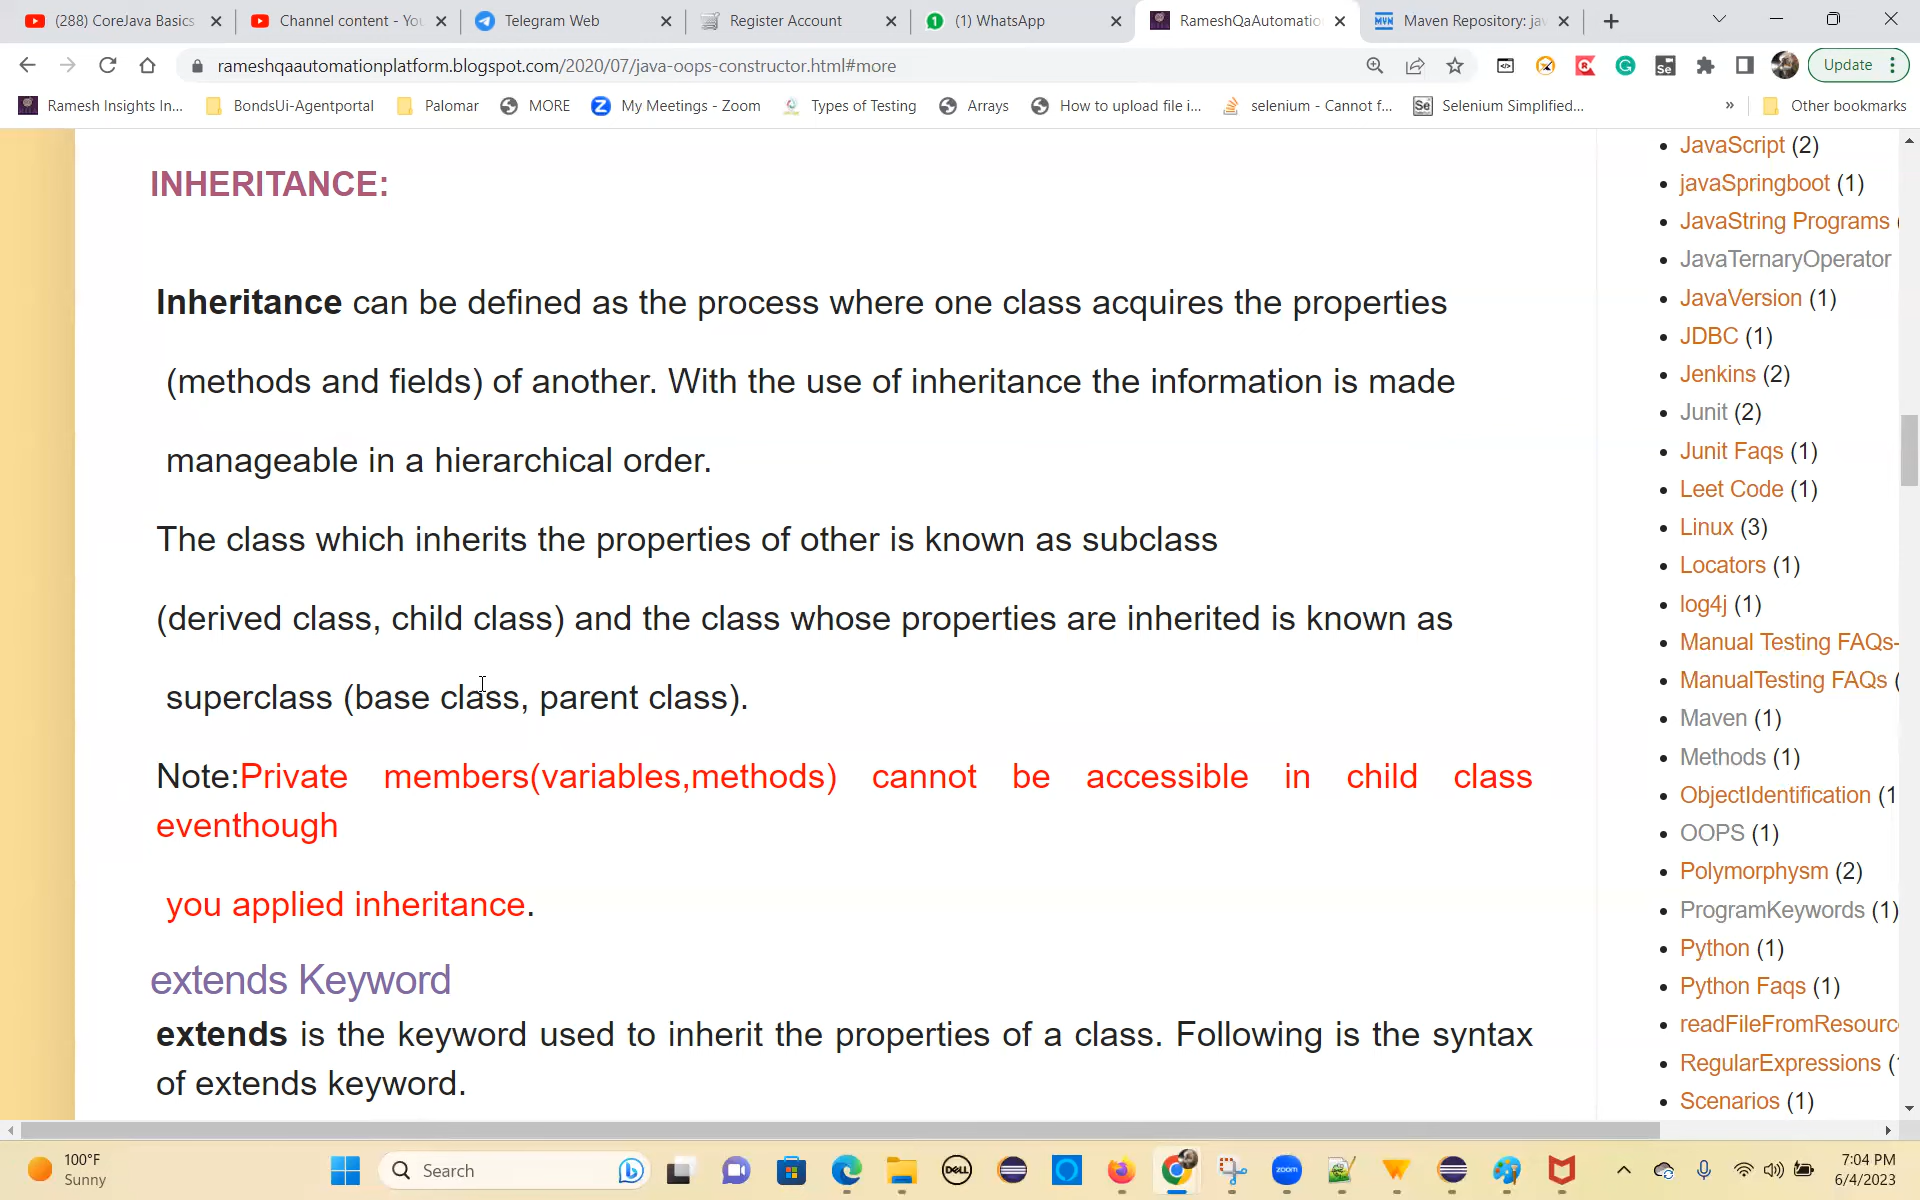 (288) CoreJava Basics
Channel content - You
Telegram Web
Register Account
(1) WhatsApp
RameshQaAutomatio
Maven Repository: jav
rameshqaautomationplatform.blogspot.com/2020/07/java-oops-constructor.html#more
Update
Ramesh Insights In...
BondsUi-Agentportal
Palomar
MORE
My Meetings - Zoom
Types of Testing
Arrays
How to upload file i...
selenium - Cannot f...
Selenium Simplified...
»
Other bookmarks
INHERITANCE:
Inheritance can be defined as the process where one class acquires the properties
(methods and fields) of another. With the use of inheritance the information is made
manageable in a hierarchical order.
The class which inherits the properties of other is known as subclass
(derived class, child class) and the class whose properties are inherited is known as
superclass (base class, parent class).
Note:Private members(variables,methods) cannot be accessible in child class
eventhough
you applied inheritance.
extends Keyword
extends is the keyword used to inherit the properties of a class. Following is the syntax
of extends keyword.
JavaScript (2)
javaSpringboot (1)
JavaString Programs (
JavaTernaryOperator
JavaVersion (1)
JDBC (1)
Jenkins (2)
Junit (2)
Junit Faqs (1)
Leet Code (1)
Linux (3)
Locators (1)
log4j (1)
Manual Testing FAQs-
ManualTesting FAQs (
Maven (1)
Methods (1)
ObjectIdentification (1
OOPS (1)
Polymorphysm (2)
ProgramKeywords (1)
Python (1)
Python Faqs (1)
readFileFromResourc
RegularExpressions (
Scenarios (1)
100°F
Sunny
Search
DELL
zoom
7:04 PM
6/4/2023